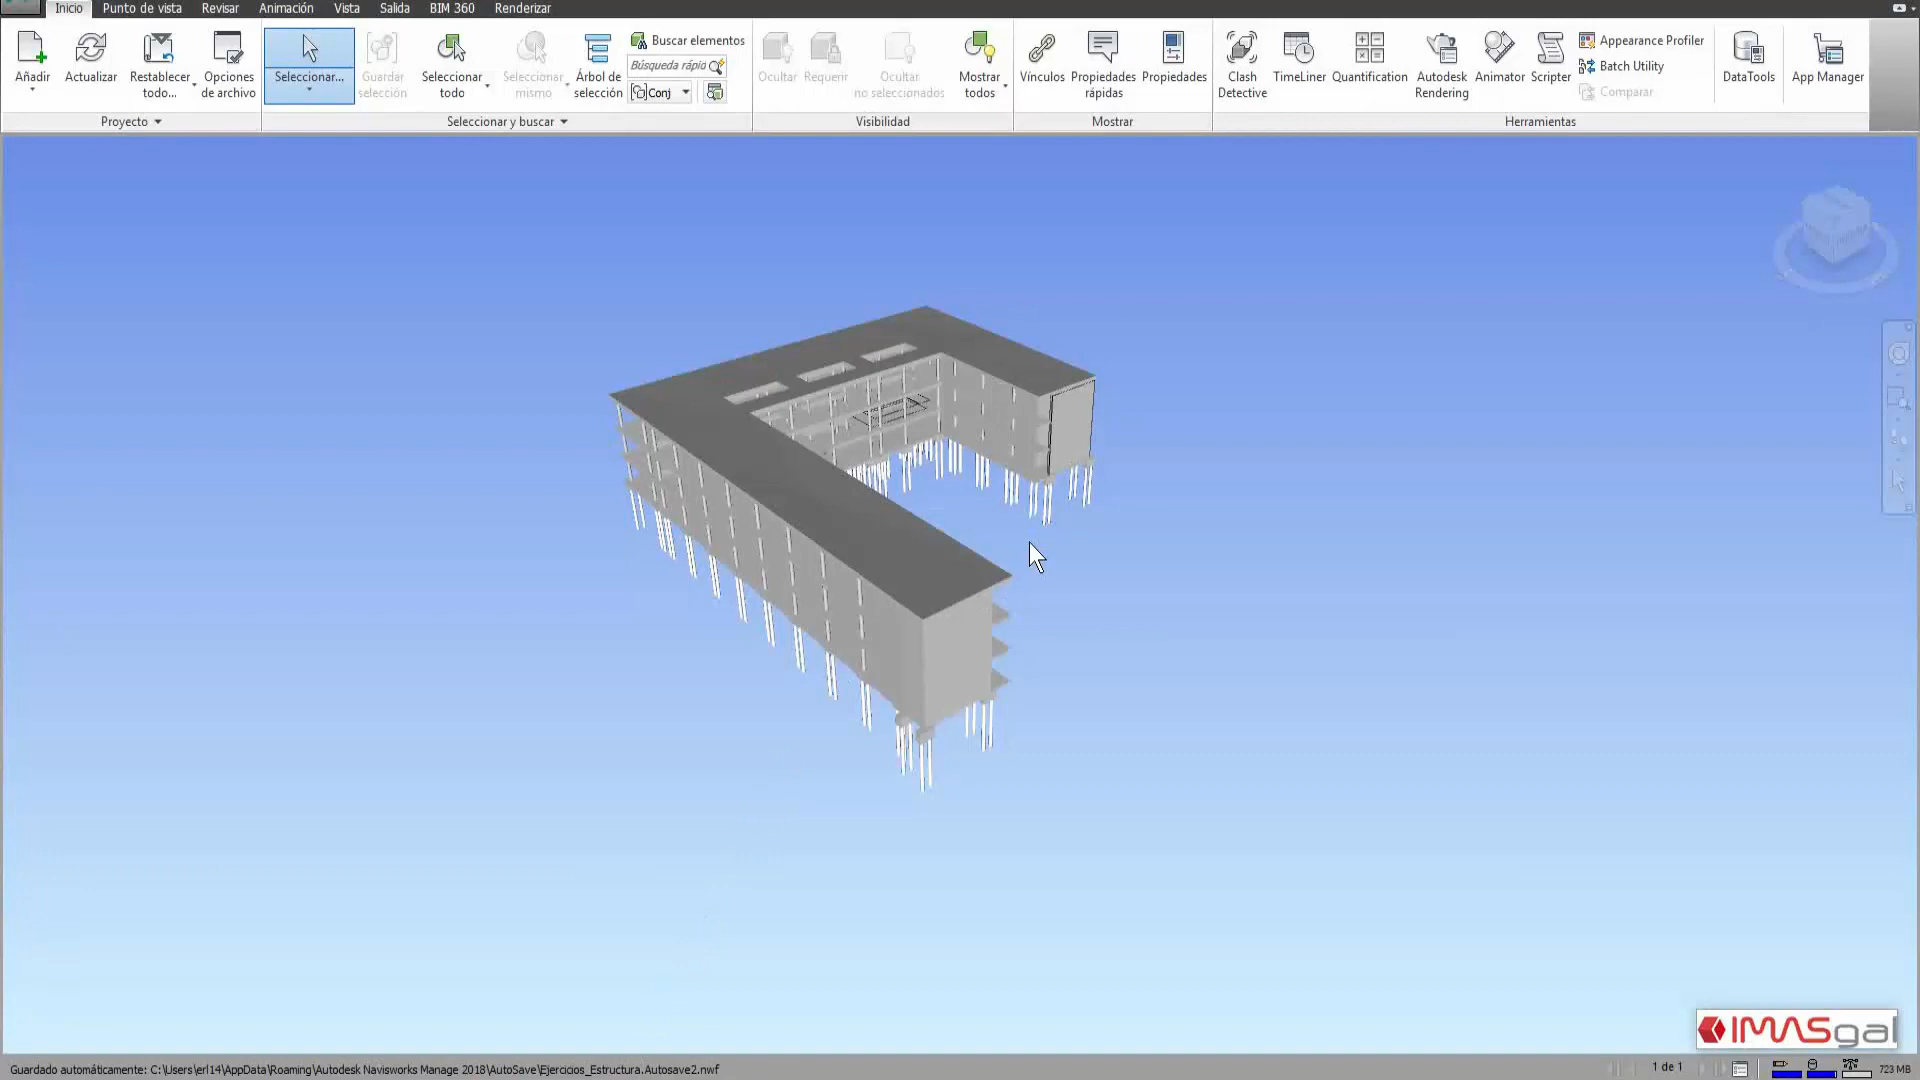 Inicio Punto de vista Revisar Animación Vista Salida BIM 360 Renderizar
Añadir
Actualizar
Restablecer
todo...
Opciones
de archivo
Seleccionar...
Guardar
selección
Seleccionar
todo
Seleccionar
mismo
Árbol de
selección
Buscar elementos
Búsqueda rápio
Conj
Ocultar
Requerir
Ocultar
no seleccionados
Mostrar
todos
Vínculos
Propiedades
rápidas
Propiedades
Clash
Detective
TimeLiner
Quantification
Autodesk
Rendering
Animator
Scripter
Appearance Profiler
Batch Utility
Comparar
DataTools
App Manager
Proyecto
Seleccionar y buscar
Visibilidad
Mostrar
Herramientas
IMASgal
Guardado automáticamente: C:\Users\erl14\AppData\Roaming\Autodesk Navisworks Manage 2018\AutoSave\Ejercicios_Estructura.Autosave2.nwf
1 de 1
723 MB